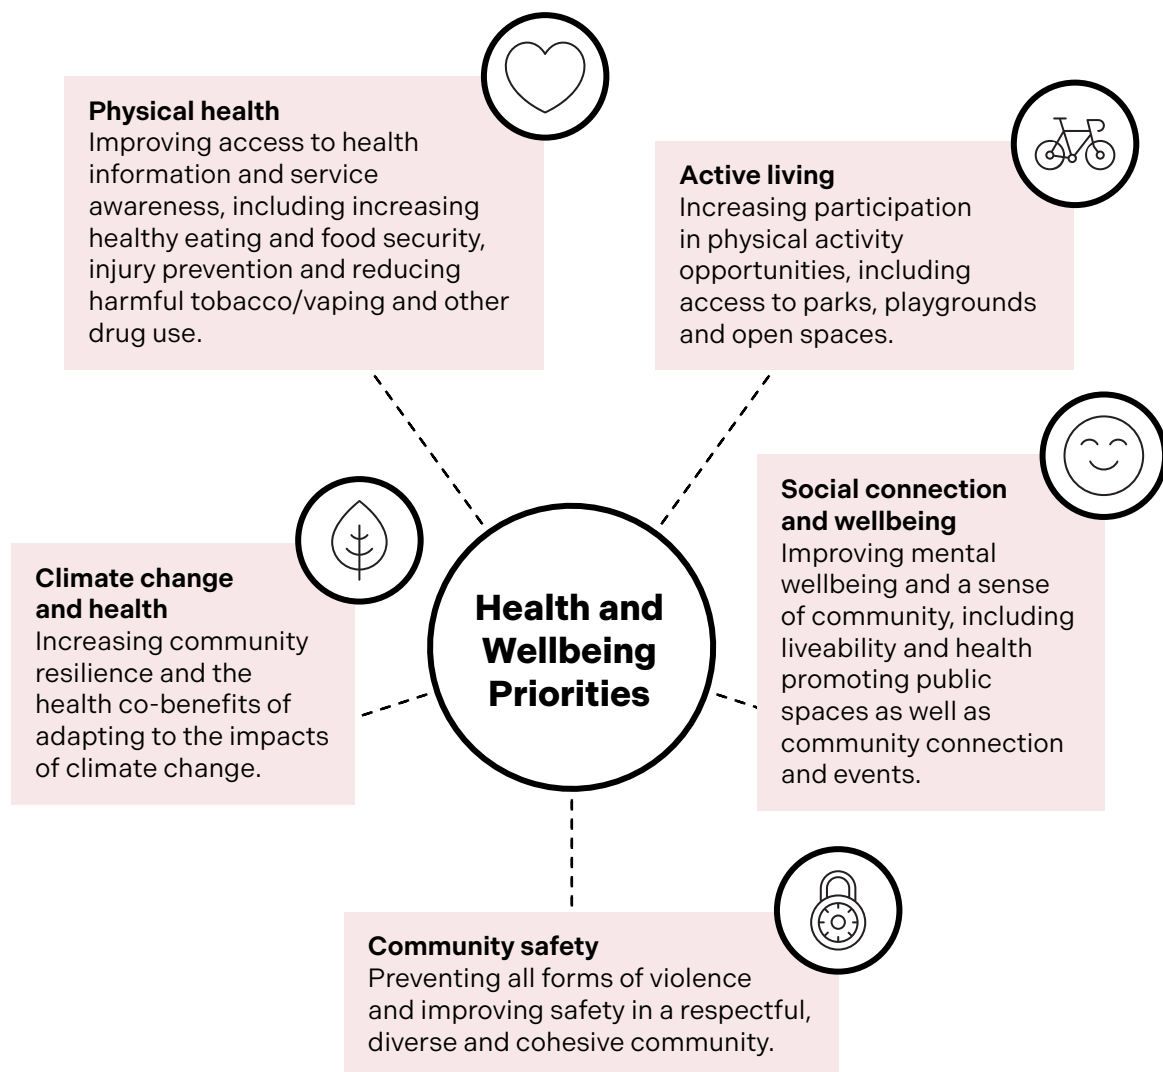 Physical health
Improving access to health
information and service
awareness, including increasing
healthy eating and food security,
injury prevention and reducing
harmful tobacco/vaping and other
drug use.
Active living
Increasing participation
in physical activity
opportunities, including
access to parks, playgrounds
and open spaces.
Social connection
and wellbeing
Improving mental
wellbeing and a sense
of community, including
liveability and health
promoting public
spaces as well as
community connection
and events.
Climate change
and health
Increasing community
resilience and the
health co-benefits of
adapting to the impacts
of climate change.
Health and
Wellbeing
Priorities
Community safety
Preventing all forms of violence
and improving safety in a respectful,
diverse and cohesive community.